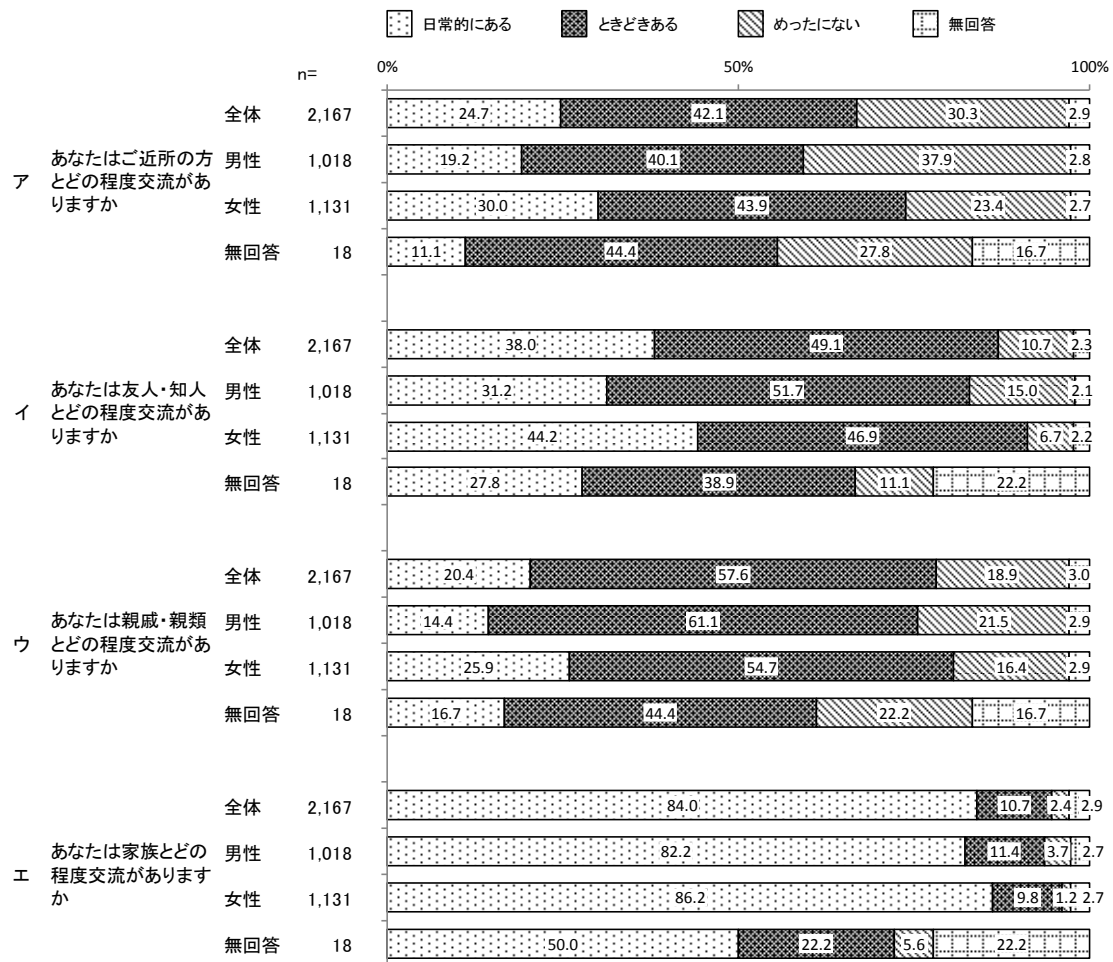 日常的にある ときどきある めったにない 無回答
n= 0% 50% 100%
全体 2,167 24.7 42.1 30.3 2.9
ア
あなたはご近所の方
とどの程度交流があ
りますか
男性 1,018 19.2 40.1 37.9 2.8
女性 1,131 30.0 43.9 23.4 2.7
無回答 18 11.1 44.4 27.8 16.7
全体 2,167 38.0 49.1 10.7 2.3
イ
あなたは友人・知人
とどの程度交流があ
りますか
男性 1,018 31.2 51.7 15.0 2.1
女性 1,131 44.2 46.9 6.7 2.2
無回答 18 27.8 38.9 11.1 22.2
全体 2,167 20.4 57.6 18.9 3.0
ウ
あなたは親戚・親類
とどの程度交流があ
りますか
男性 1,018 14.4 61.1 21.5 2.9
女性 1,131 25.9 54.7 16.4 2.9
無回答 18 16.7 44.4 22.2 16.7
全体 2,167 84.0 10.7 2.4 2.9
エ
あなたは家族とどの
程度交流があります
か
男性 1,018 82.2 11.4 3.7 2.7
女性 1,131 86.2 9.8 1.2 2.7
無回答 18 50.0 22.2 5.6 22.2